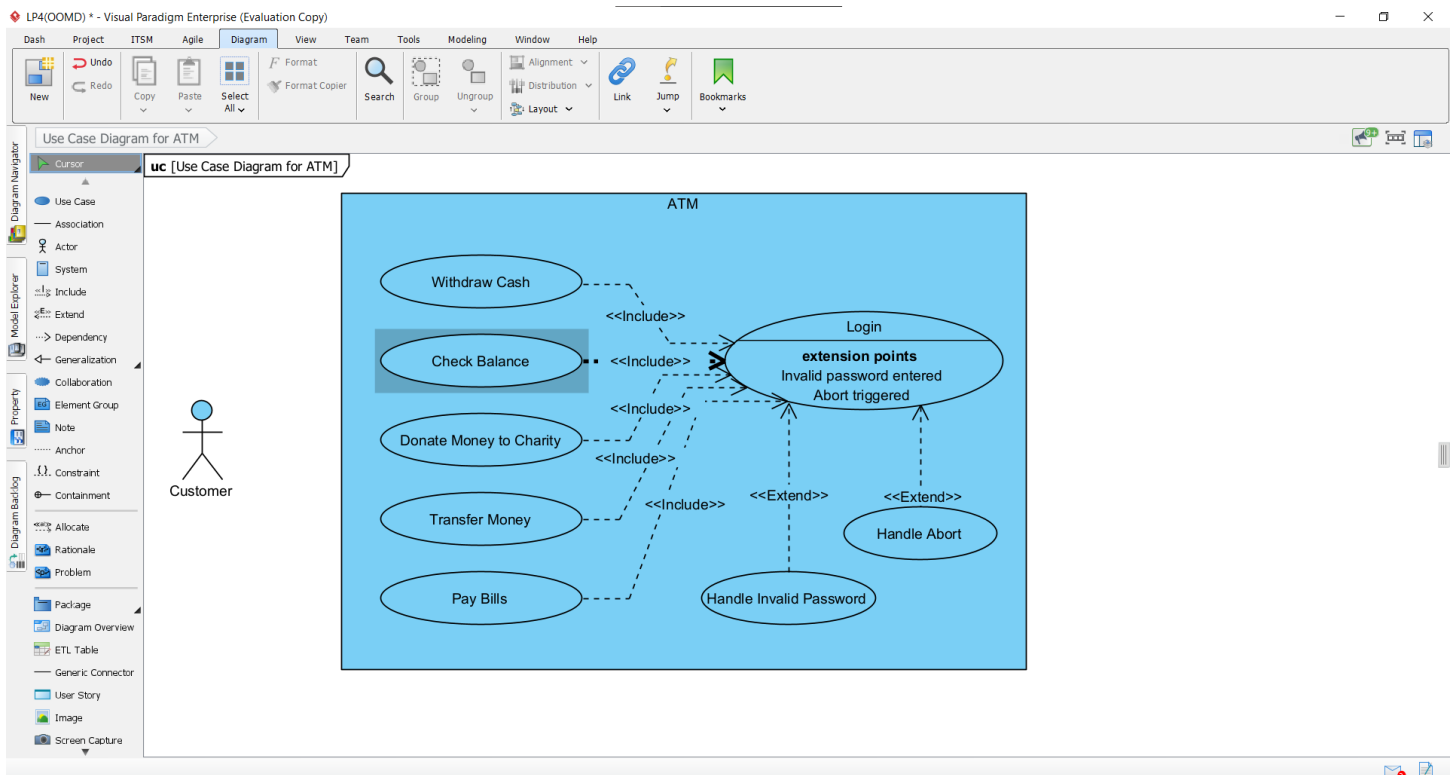 LP4(OOMD) * - Visual Paradigm Enterprise (Evaluation Copy)
Dash Project ITSM Agile Diagram View Team Tools Modeling Window Help
New
Undo
Redo
Copy
Paste
Select
All
Format
Format Copier
Search
Group
Ungroup
Alignment
Distribution
Layout
Link
Jump
Bookmarks
Use Case Diagram for ATM
9+
Diagram Navigator
Model Explorer
Property
Diagram Backlog
Cursor
Use Case
Association
Actor
System
Include
Extend
Dependency
Generalization
Collaboration
Element Group
Note
Anchor
Constraint
Containment
Allocate
Rationale
Problem
Package
Diagram Overview
ETL Table
Generic Connector
User Story
Image
Screen Capture
uc [Use Case Diagram for ATM]
ATM
Withdraw Cash
<<Include>>
Login
extension points
Invalid password entered
Abort triggered
Check Balance
<<Include>>
<<Include>>
Donate Money to Charity
<<Include>>
Customer
<<Include>>
<<Extend>>
<<Extend>>
Transfer Money
Handle Abort
Pay Bills
Handle Invalid Password